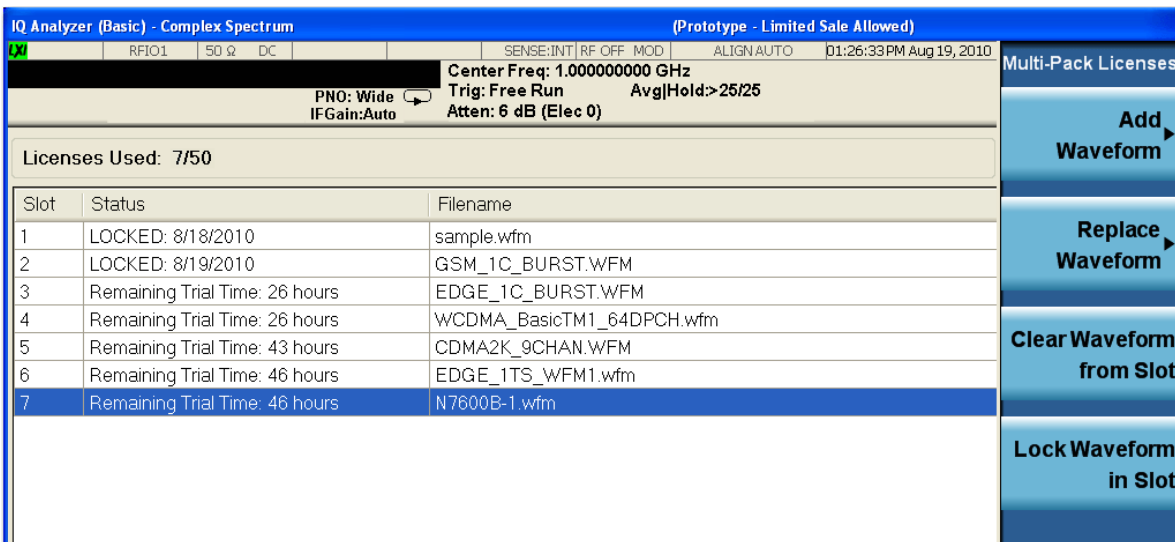 IQ Analyzer (Basic) - Complex Spectrum (Prototype - Limited Sale Allowed)
LXI RFIO1 50 Ω DC SENSE:INT RF OFF MOD ALIGN AUTO 01:26:33 PM Aug 19, 2010
Center Freq: 1.000000000 GHz
PNO: Wide Trig: Free Run Avg|Hold:>25/25
IFGain:Auto Atten: 6 dB (Elec 0)
Licenses Used: 7/50
Slot Status Filename
1 LOCKED: 8/18/2010 sample.wfm
2 LOCKED: 8/19/2010 GSM_1C_BURST.WFM
3 Remaining Trial Time: 26 hours EDGE_1C_BURST.WFM
4 Remaining Trial Time: 26 hours WCDMA_BasicTM1_64DPCH.wfm
5 Remaining Trial Time: 43 hours CDMA2K_9CHAN.WFM
6 Remaining Trial Time: 46 hours EDGE_1TS_WFM1.wfm
7 Remaining Trial Time: 46 hours N7600B-1.wfm
Multi-Pack Licenses
Add
Waveform
Replace
Waveform
Clear Waveform
from Slot
Lock Waveform
in Slot